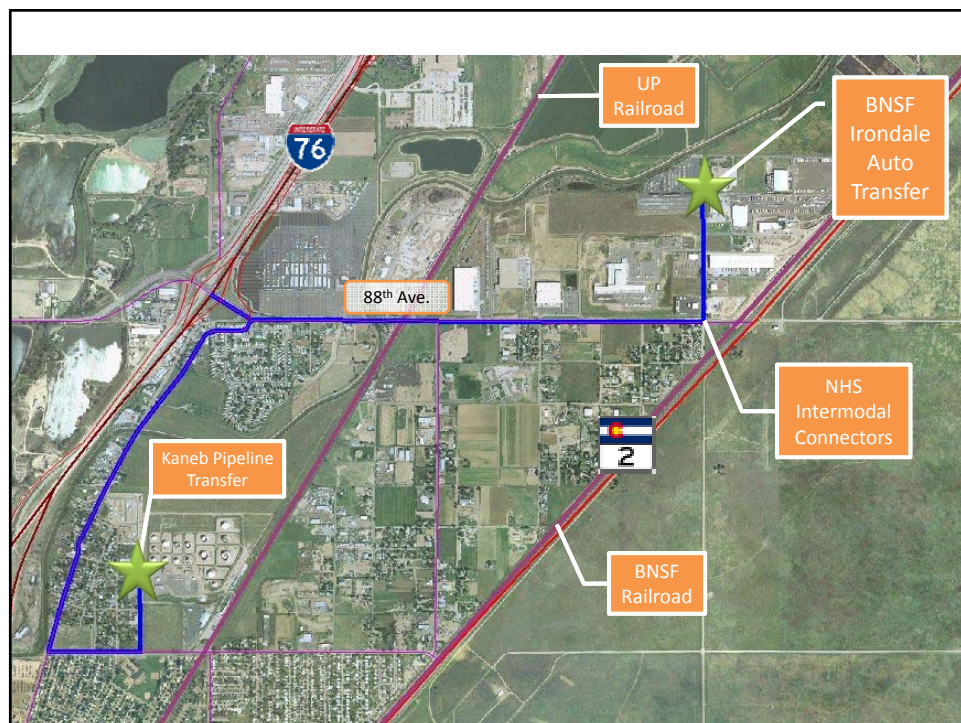 UP
Railroad
BNSF
Irondale
Auto
Transfer
INTERSTATE
76
88th Ave.
NHS
Intermodal
Connectors
2
Kaneb Pipeline
Transfer
BNSF
Railroad